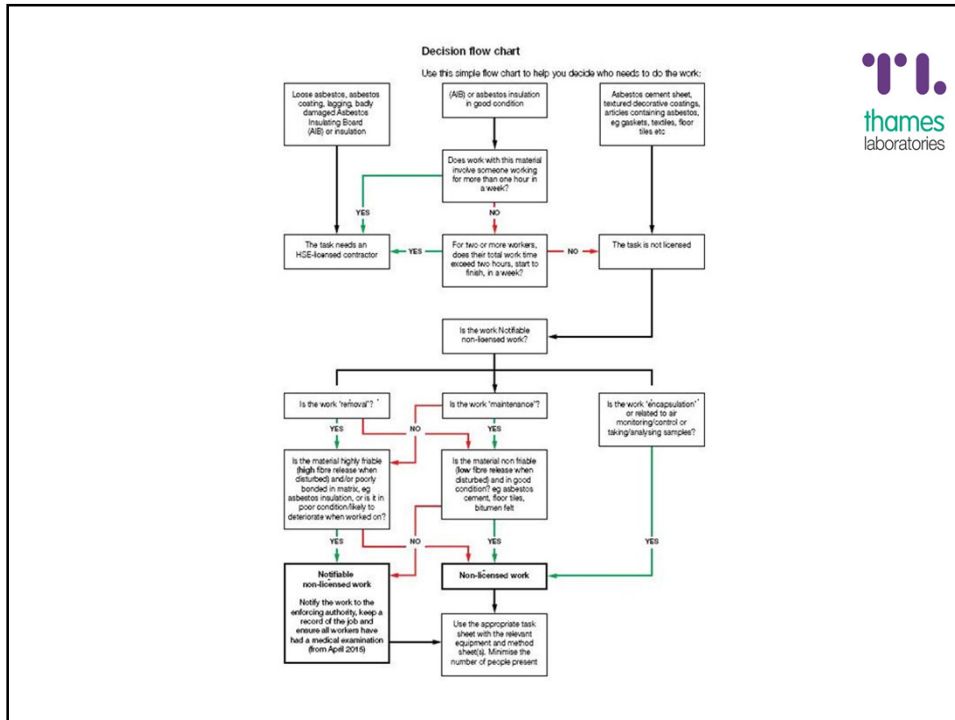 Decision flow chart
Use this simple flow chart to help you decide who needs to do the work:
TL
thames
laboratories
Loose asbestos, asbestos
coating, lagging, badly
damaged Asbestos
Insulating Board
(AIB) or insulation
(AIB) or asbestos insulation
in good condition
Asbestos cement sheet,
textured decorative coatings,
articles containing asbestos,
eg gaskets, textiles, floor
tiles etc
Does work with this material
involve someone working
for more than one hour in
a week?
YES
NO
The task needs an
HSE-licensed contractor
YES
For two or more workers,
does their total work time
exceed two hours, start to
finish, in a week?
NO
The task is not licensed
Is the work Notifiable
non-licensed work?
Is the work 'removal'?
Is the work 'maintenance'?
Is the work 'encapsulation'
or related to air
monitoring/control or
taking/analysing samples?
YES
NO
YES
Is the material highly friable
(high fibre release when
disturbed) and/or poorly
bonded in matrix, eg
asbestos insulation, or is it in
poor condition/likely to
deteriorate when worked on?
Is the material non friable
(low fibre release when
disturbed) and in good
condition? eg asbestos
cement, floor tiles,
bitumen felt
YES
NO
YES
YES
Notifiable
non-licensed work
Notify the work to the
enforcing authority, keep a
record of the job and
ensure all workers have
had a medical examination
(from April 2015)
Non-licensed work
Use the appropriate task
sheet with the relevant
equipment and method
sheet(s). Minimise the
number of people present